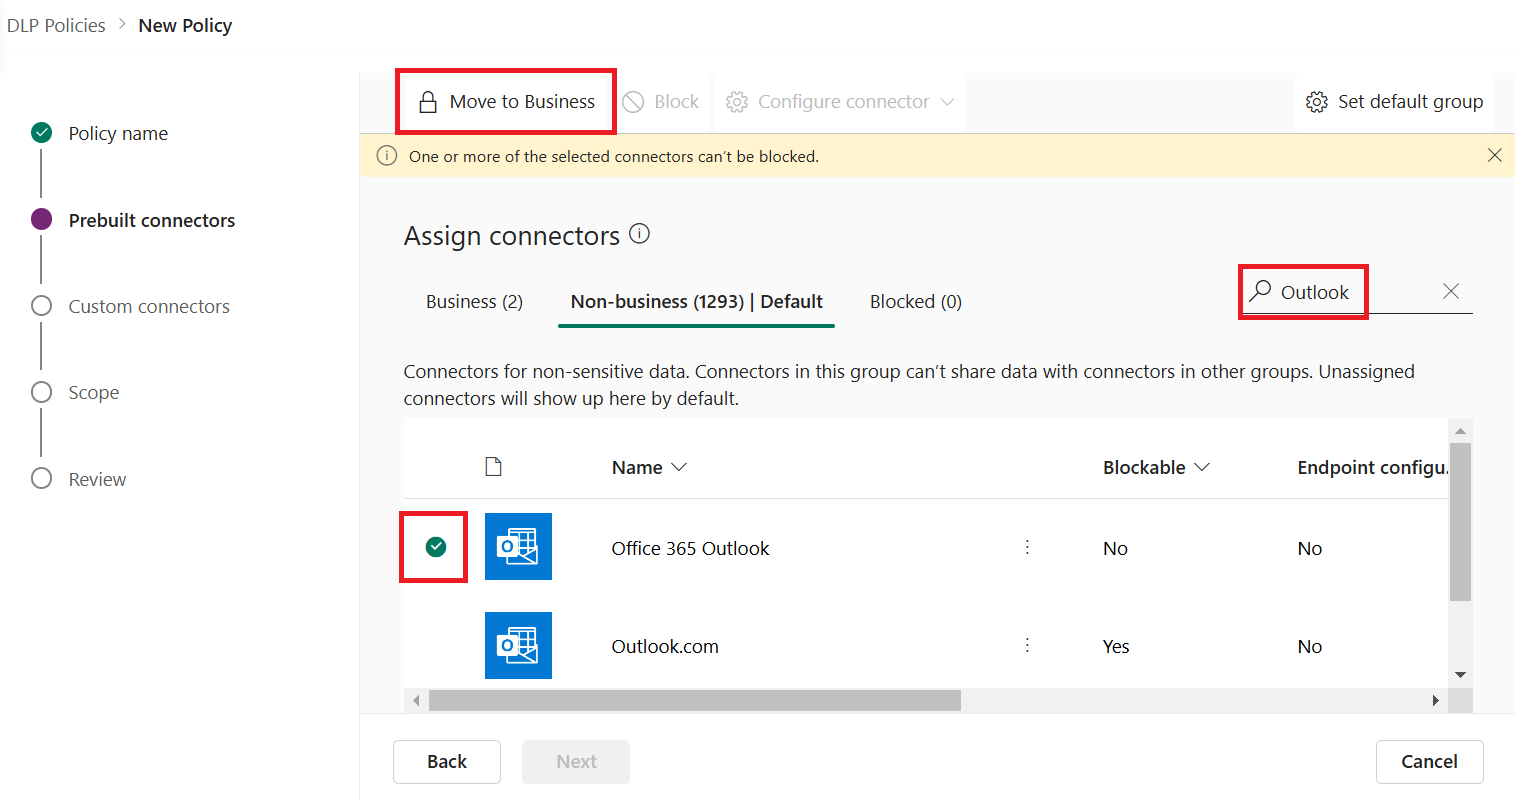 DLP Policies > New Policy
Move to Business
Block
Configure connector
Set default group
One or more of the selected connectors can't be blocked.
Policy name
Prebuilt connectors
Custom connectors
Scope
Review
Assign connectors
Business (2)
Non-business (1293) | Default
Blocked (0)
Outlook
Connectors for non-sensitive data. Connectors in this group can't share data with connectors in other groups. Unassigned
connectors will show up here by default.
Name
Blockable
Endpoint configu.
Office 365 Outlook
No
No
Outlook.com
Yes
No
Back
Next
Cancel